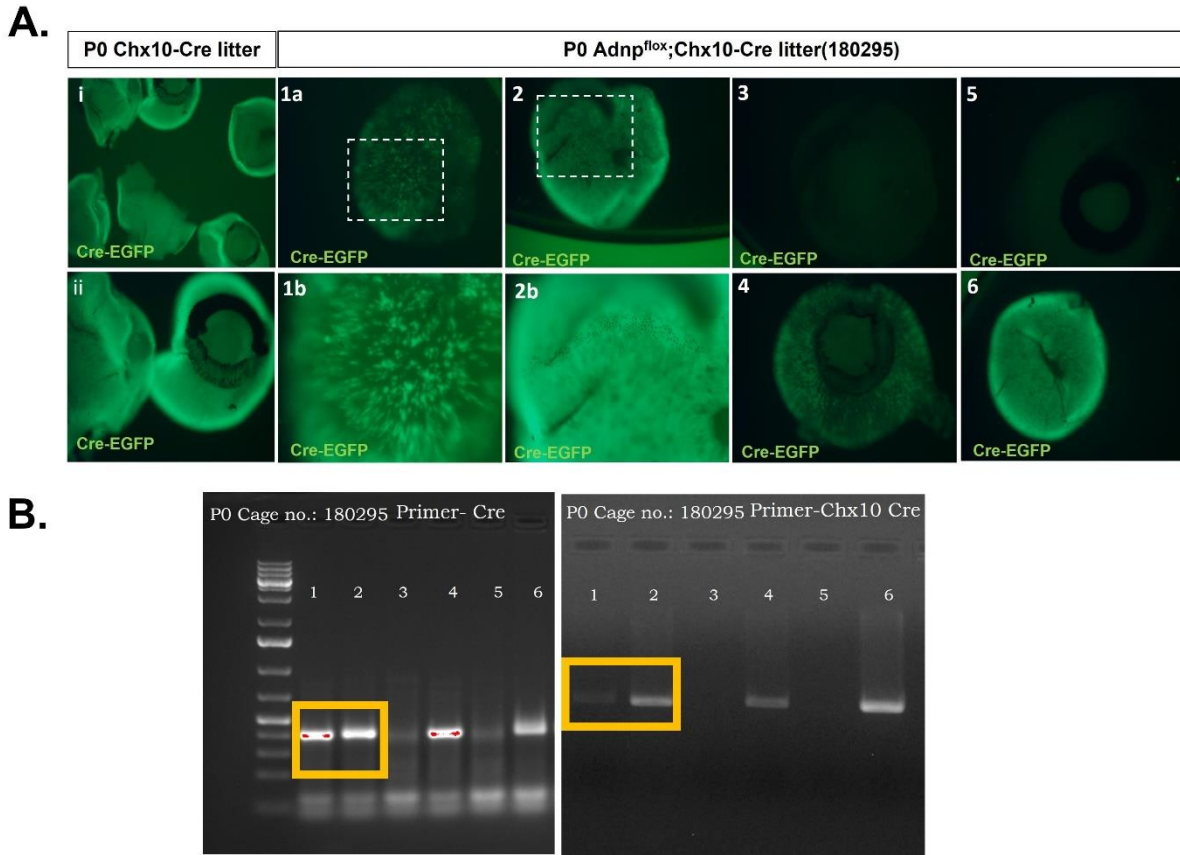 A.
P0 Chx10-Cre litter
P0 Adnpflox;Chx10-Cre litter(180295)
i
1a
2
3
5
Cre-EGFP
Cre-EGFP
Cre-EGFP
Cre-EGFP
Cre-EGFP
ii
1b
2b
4
6
Cre-EGFP
Cre-EGFP
Cre-EGFP
Cre-EGFP
Cre-EGFP
B.
P0 Cage no.: 180295 Primer- Cre
1 2 3 4 5 6
P0 Cage no.: 180295 Primer-Chx10 Cre
1 2 3 4 5 6